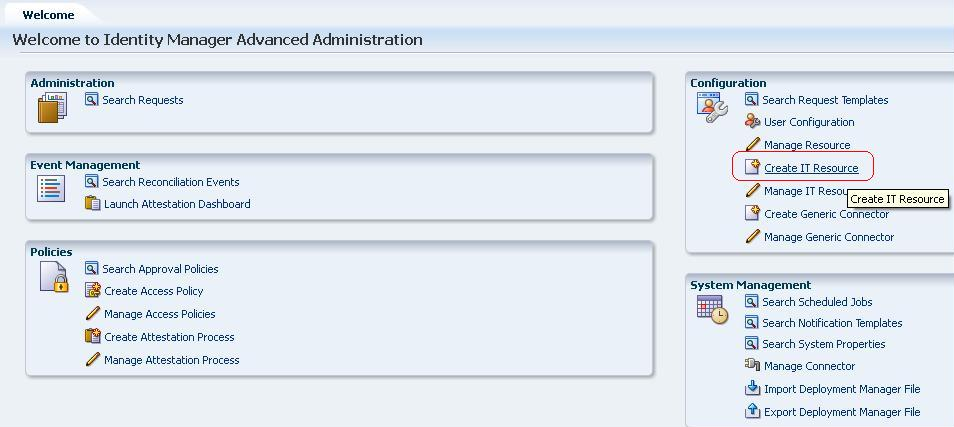 Welcome
Welcome to Identity Manager Advanced Administration
Administration
Search Requests
Event Management
Search Reconciliation Events
Launch Attestation Dashboard
Policies
Search Approval Policies
Create Access Policy
Manage Access Policies
Create Attestation Process
Manage Attestation Process
Configuration
Search Request Templates
User Configuration
Manage Resource
Create IT Resource
Manage IT Resou
Create IT Resource
Create Generic Connector
Manage Generic Connector
System Management
Search Scheduled Jobs
Search Notification Templates
Search System Properties
Manage Connector
Import Deployment Manager File
Export Deployment Manager File